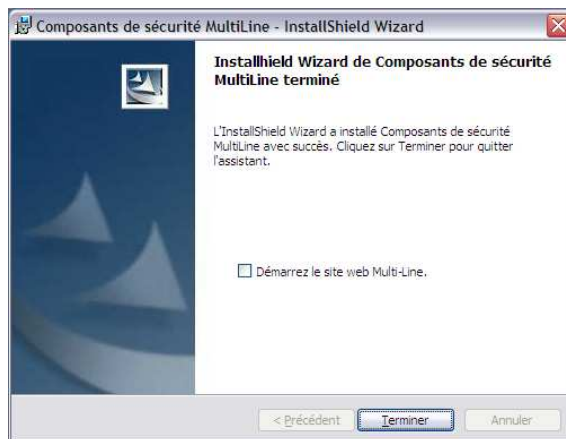 Composants de sécurité MultiLine - InstallShield Wizard
Installhield Wizard de Composants de sécurité
MultiLine terminé
L'InstallShield Wizard a installé Composants de sécurité
MultiLine avec succès. Cliquez sur Terminer pour quitter
l'assistant.
Démarrez le site web Multi-Line.
< Précédent
Terminer
Annuler